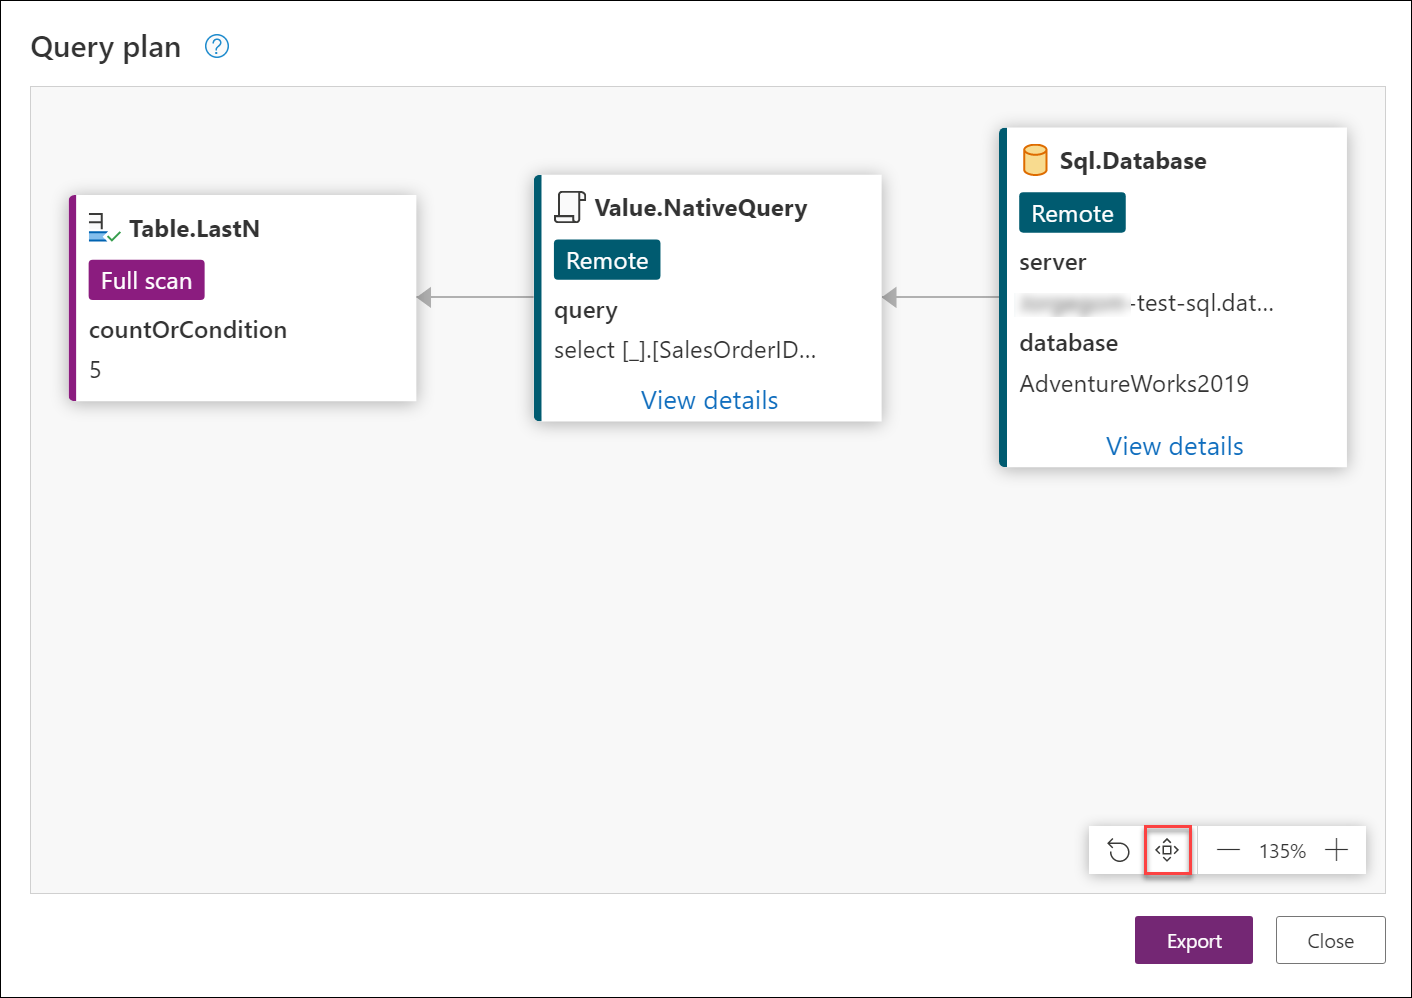 Query plan
?
Table.LastN
Full scan
countOrCondition
5
Value.NativeQuery
Remote
query
select [_].[SalesOrderID...
View details
Sql.Database
Remote
server
-test-sql.dat...
database
AdventureWorks2019
View details
135%
Export
Close